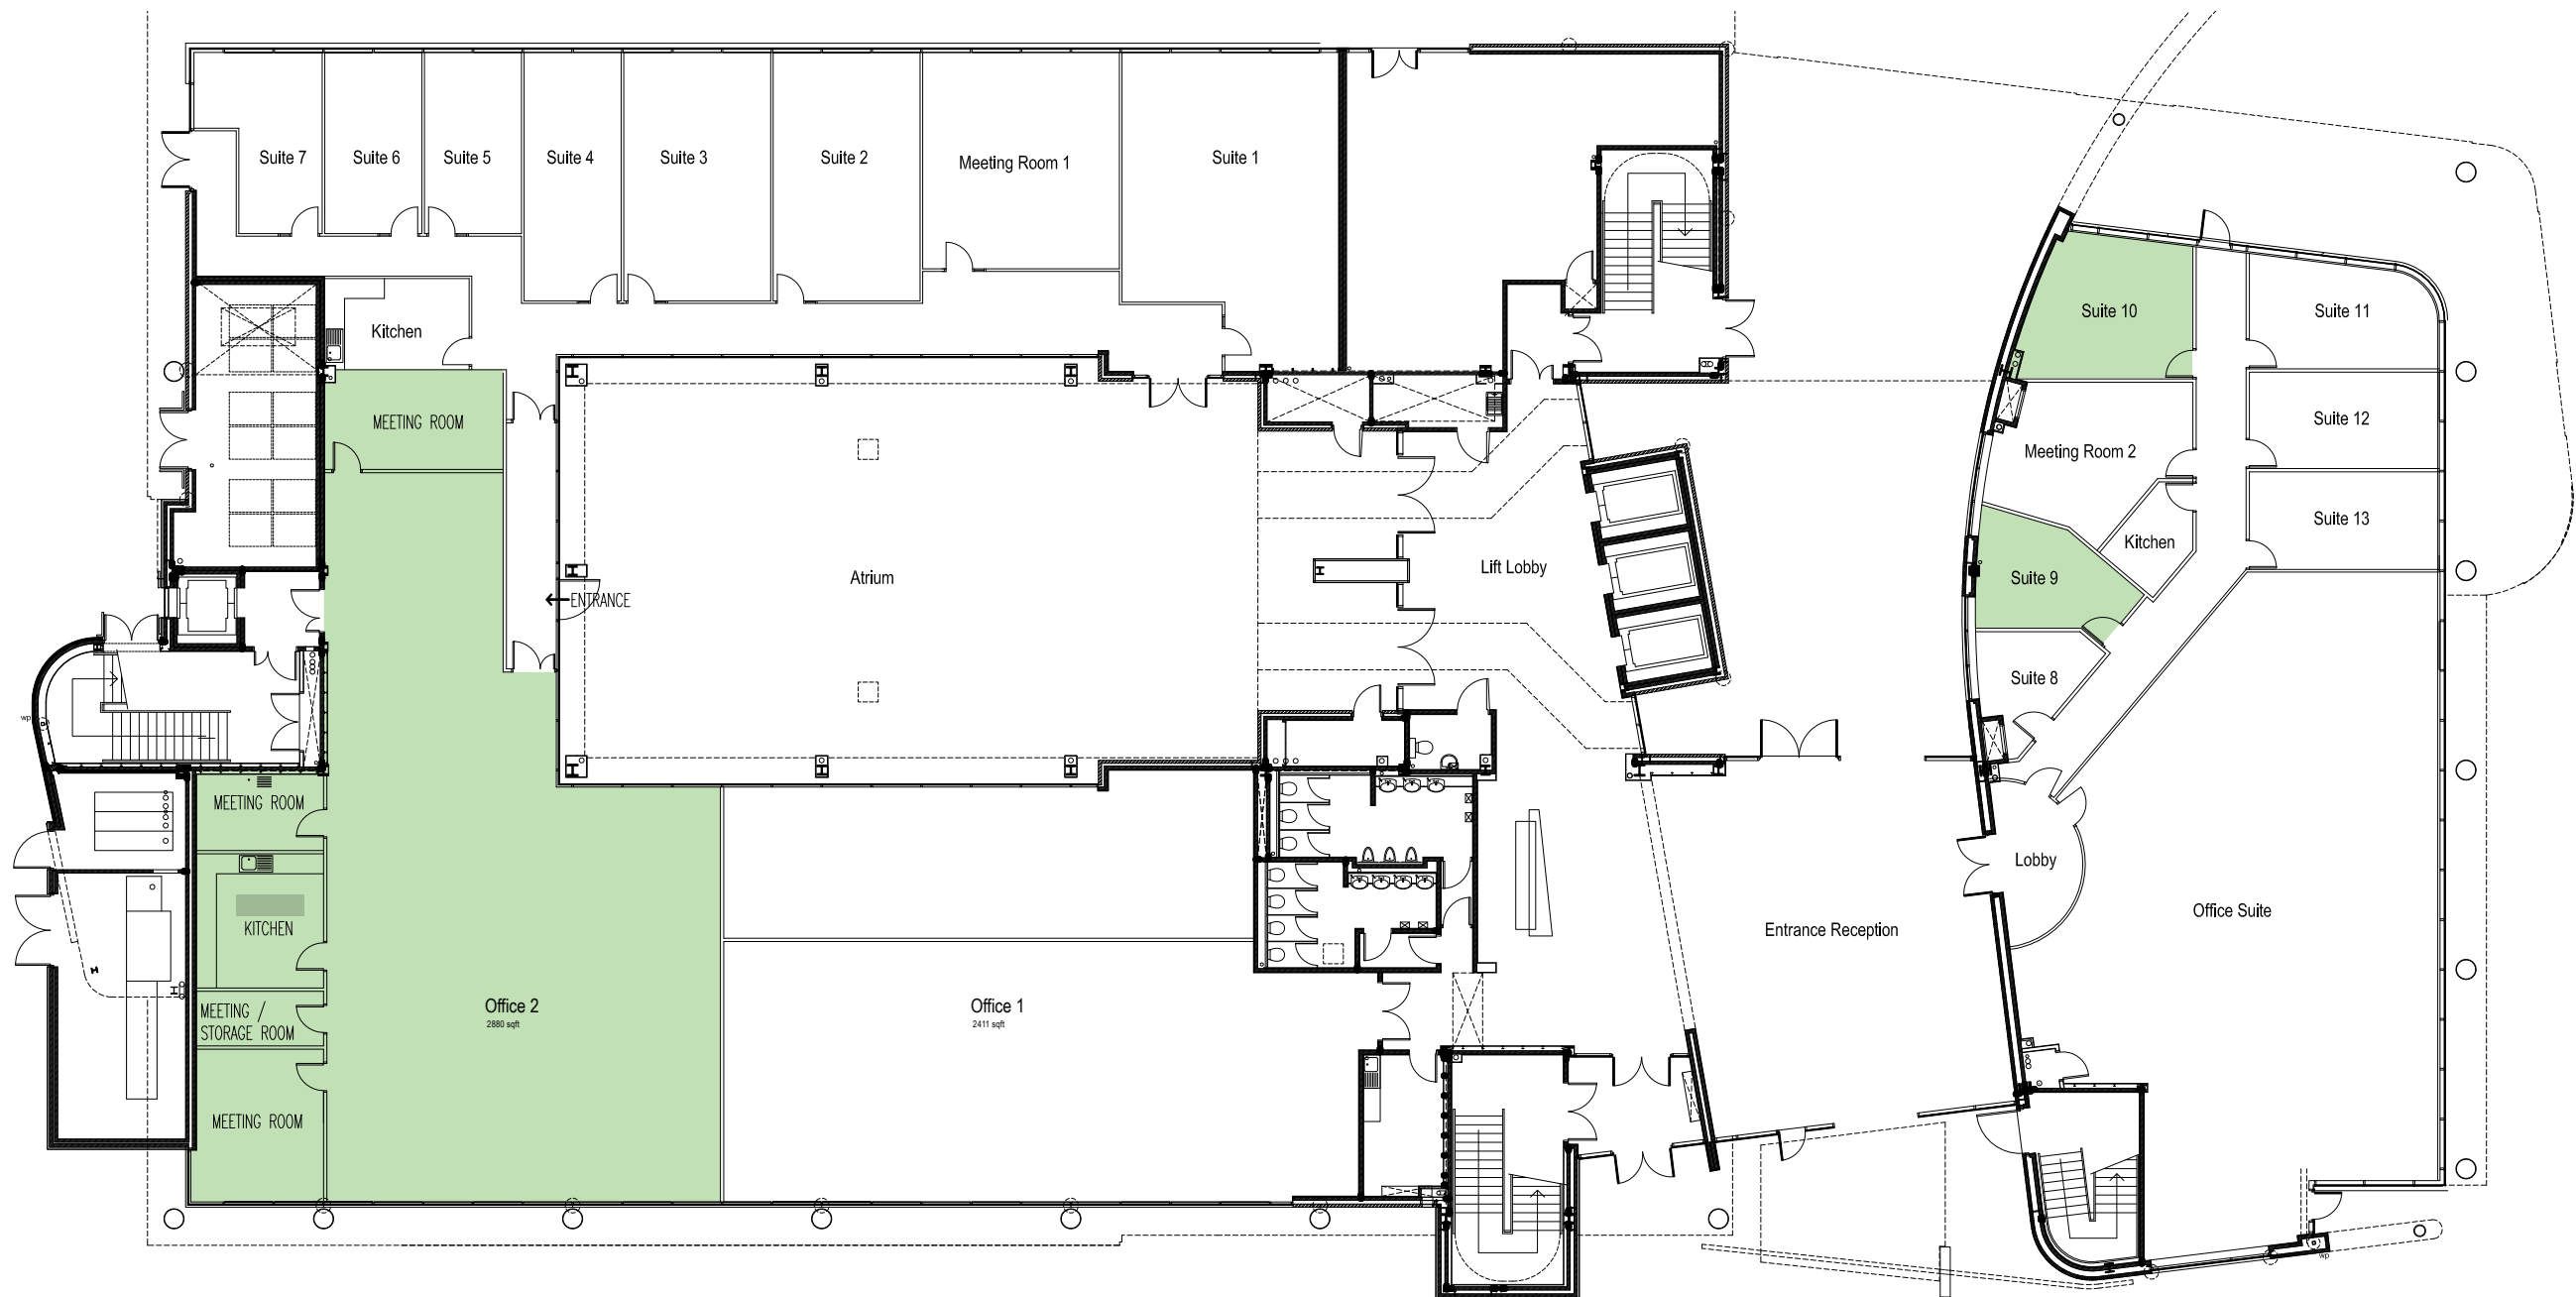 Suite 7
Suite 6
Suite 5
Suite 4
Suite 3
Suite 2
Meeting Room 1
Suite 1
Kitchen
MEETING ROOM
Atrium
ENTRANCE
Lift Lobby
Suite 10
Suite 11
Meeting Room 2
Suite 12
Kitchen
Suite 13
Suite 9
Suite 8
wp
MEETING ROOM
KITCHEN
MEETING /
STORAGE ROOM
MEETING ROOM
Office 2
2880 sqft
Office 1
2411 sqft
Lobby
Entrance Reception
Office Suite
wp